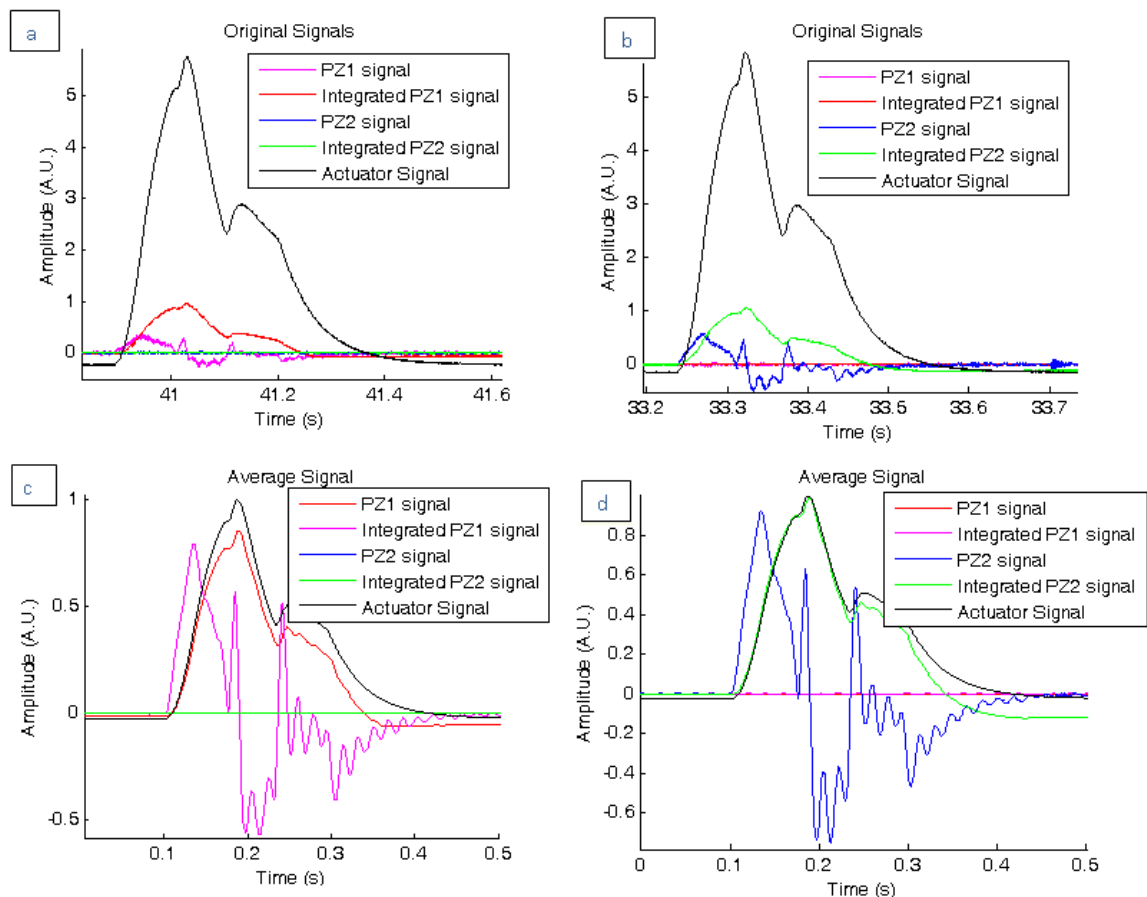 a
Original Signals
PZ1 signal
Integrated PZ1 signal
PZ2 signal
Integrated PZ2 signal
Actuator Signal
Amplitude (A.U.)
5
4
3
2
1
0
41
41.2
41.4
41.6
Time (s)
b
Original Signals
PZ1 signal
Integrated PZ1 signal
PZ2 signal
Integrated PZ2 signal
Actuator Signal
Amplitude (A.U.)
5
4
3
2
1
0
33.2
33.3
33.4
33.5
33.6
33.7
Time (s)
c
Average Signal
PZ1 signal
Integrated PZ1 signal
PZ2 signal
Integrated PZ2 signal
Actuator Signal
Amplitude (A.U.)
1
0.5
0
-0.5
0.1
0.2
0.3
0.4
0.5
Time (s)
d
Average Signal
PZ1 signal
Integrated PZ1 signal
PZ2 signal
Integrated PZ2 signal
Actuator Signal
Amplitude (A.U.)
0.8
0.6
0.4
0.2
0
-0.2
-0.4
-0.6
0
0.1
0.2
0.3
0.4
0.5
Time (s)